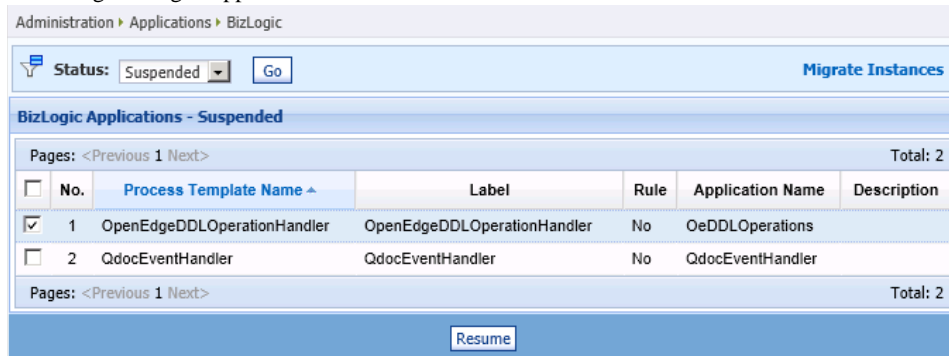 Administration ▸ Applications ▸ BizLogic
Status: Suspended Go Migrate Instances
BizLogic Applications - Suspended
Pages: <Previous 1 Next> Total: 2
No. Process Template Name Label Rule Application Name Description
1 OpenEdgeDDLOperationHandler OpenEdgeDDLOperationHandler No OeDDLOperations
2 QdocEventHandler QdocEventHandler No QdocEventHandler
Pages: <Previous 1 Next> Total: 2
Resume